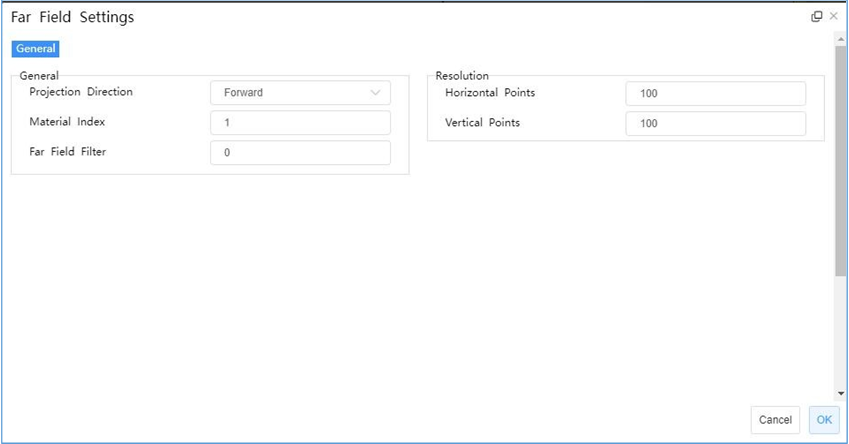 Far Field Settings
General
General
Projection Direction
Forward
Material Index
1
Far Field Filter
0
Resolution
Horizontal Points
100
Vertical Points
100
Cancel
OK